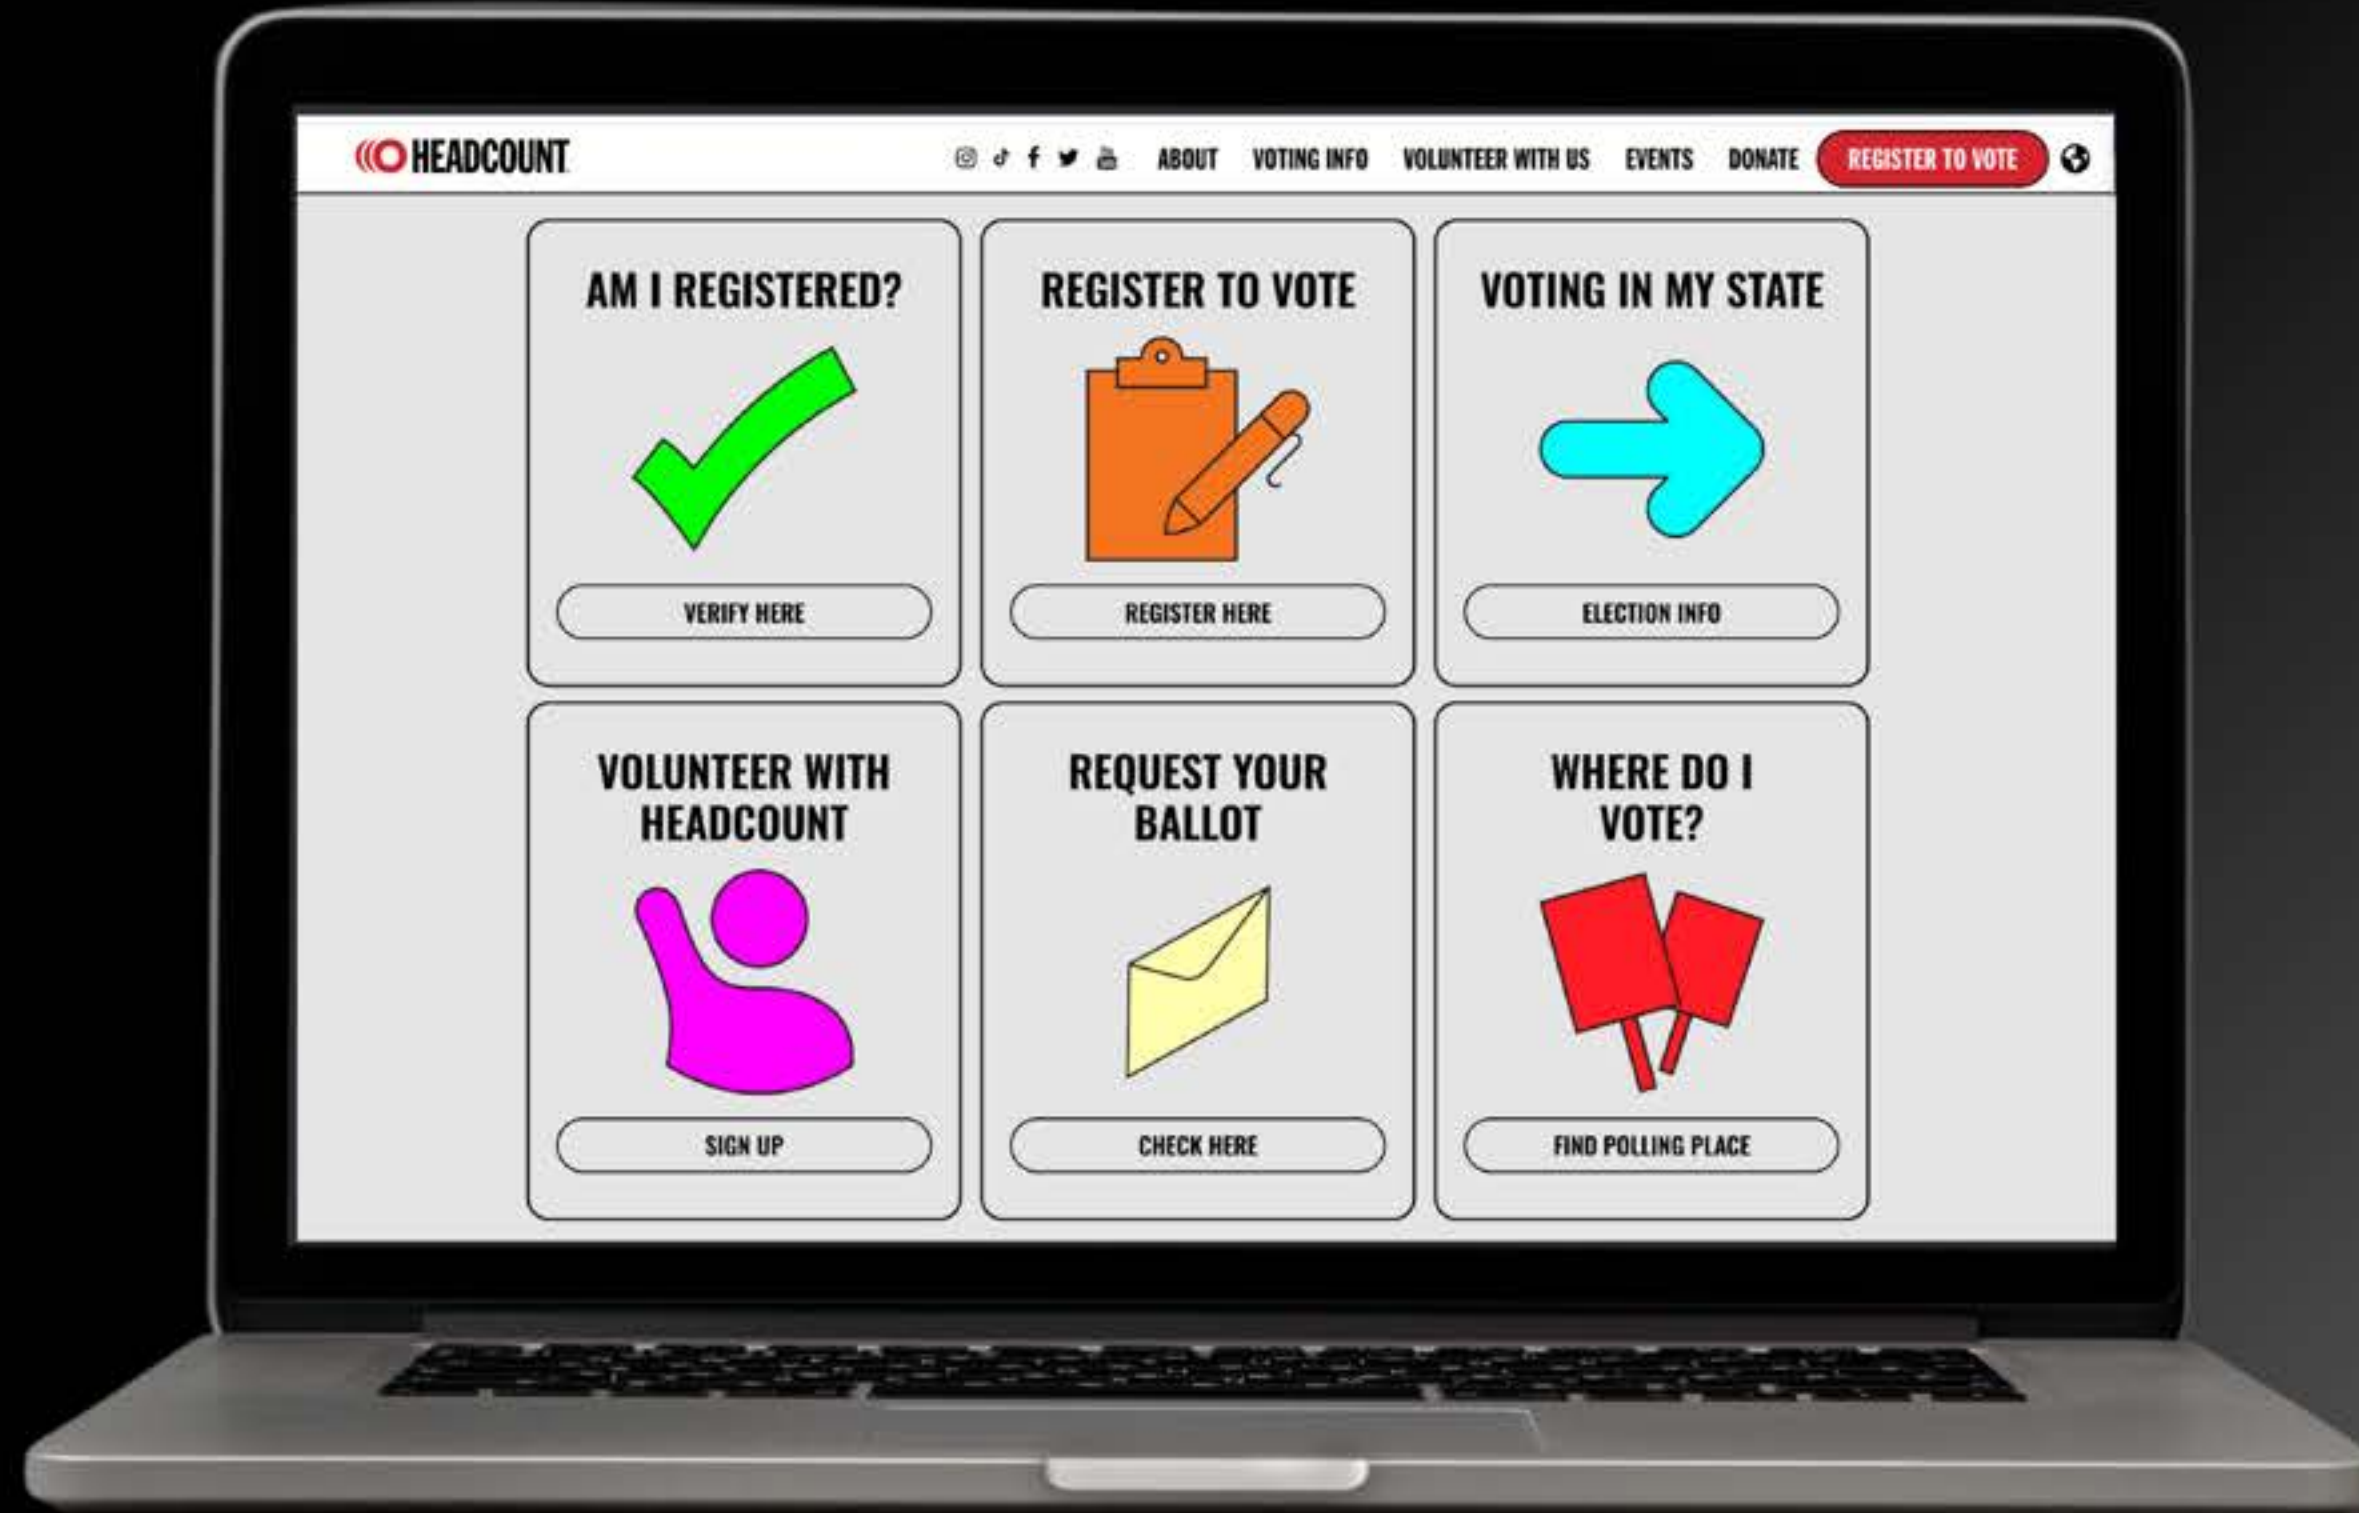 HEADCOUNT
ABOUT
VOTING INFO
VOLUNTEER WITH US
EVENTS
DONATE
REGISTER TO VOTE
AM I REGISTERED?
VERIFY HERE
REGISTER TO VOTE
REGISTER HERE
VOTING IN MY STATE
ELECTION INFO
VOLUNTEER WITH
HEADCOUNT
SIGN UP
REQUEST YOUR
BALLOT
CHECK HERE
WHERE DO I
VOTE?
FIND POLLING PLACE